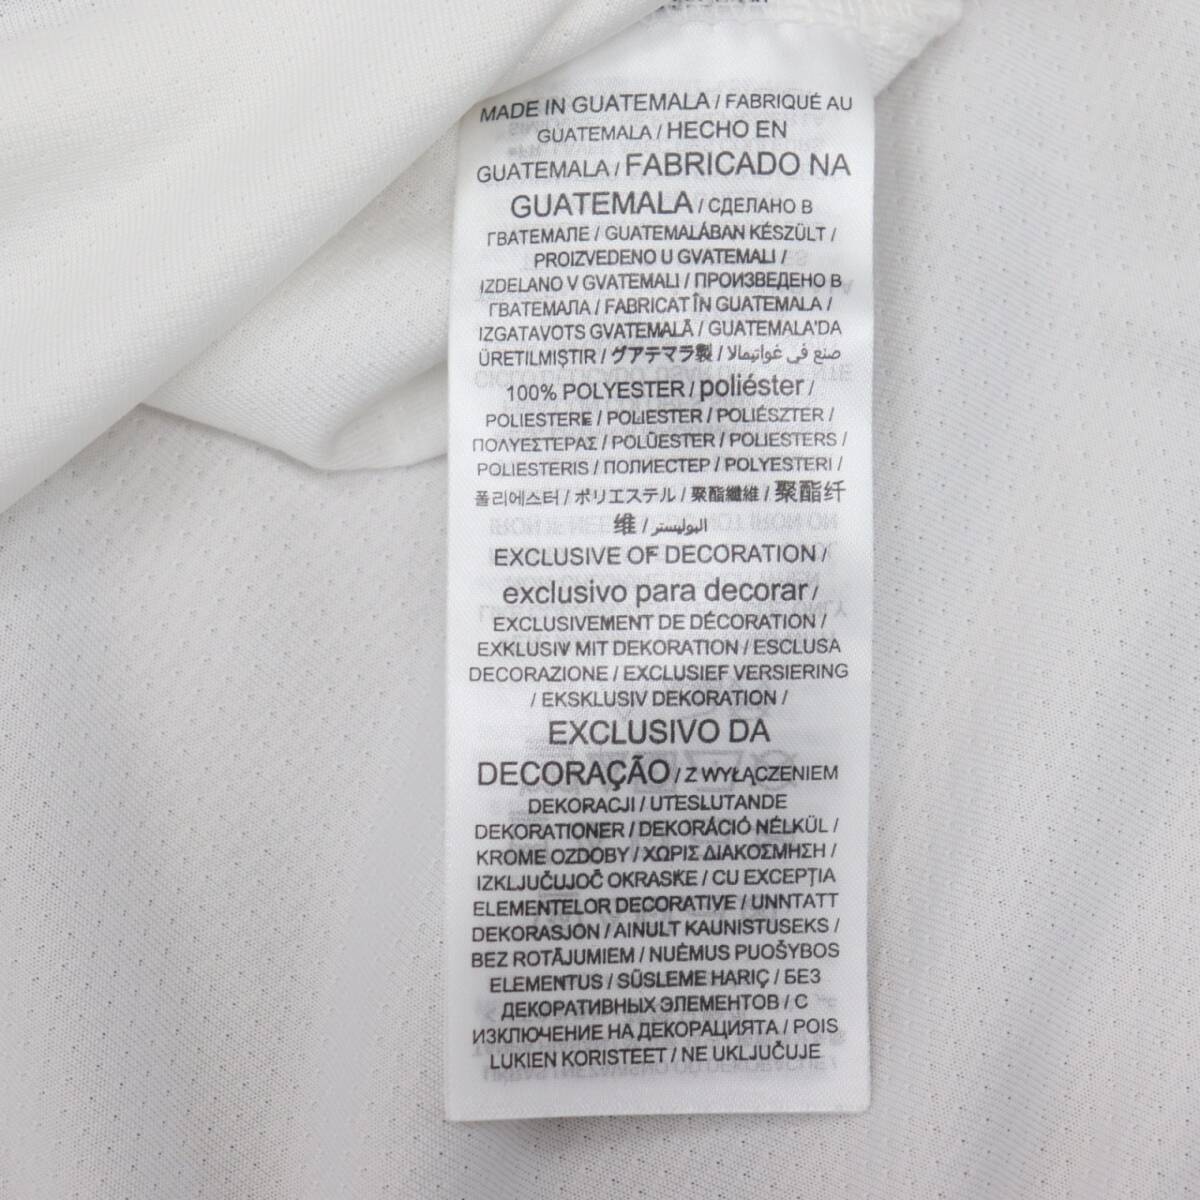 MADE IN GUATEMALA / FABRIQUÉ AU
GUATEMALA / HECHO EN
GUATEMALA / FABRICADO NA
GUATEMALA / СДЕЛАНО В
ГВАТЕМАЛЕ / GUATEMALÁBAN KÉSZÜLT /
PROIZVEDENO U GVATEMALI /
IZDELANO V GVATEMALI / ПРОИЗВЕДЕНО В
ГВАТЕМАЛА / FABRICAT ÎN GUATEMALA /
IZGATAVOTS GVATEMALĀ / GUATEMALA'DA
ÜRETILMIŞTIR / グアテマラ製 / صنع في غواتيمالا
100% POLYESTER / poliéster /
POLIESTERE / POLIESTER / POLIÉSZTER /
ΠΟΛΥΕΣΤΕΡΑΣ / POLÜESTER / POLIESTERS /
POLIESTERIS / ПОЛИЕСТЕР / POLYESTERI /
폴리에스터 / ポリエステル / 聚酯纖維 / 聚酯纤
维 / البوليستر
EXCLUSIVE OF DECORATION /
exclusivo para decorar /
EXCLUSIVEMENT DE DÉCORATION /
EXKLUSIV MIT DEKORATION / ESCLUSA
DECORAZIONE / EXCLUSIEF VERSIERING
/ EKSKLUSIV DEKORATION /
EXCLUSIVO DA
DECORAÇÃO / Z WYŁĄCZENIEM
DEKORACJI / UTESLUTANDE
DEKORATIONER / DEKORÁCIÓ NÉLKÜL /
KROME OZDOBY / ΧΩΡΙΣ ΔΙΑΚΟΣΜΗΣΗ /
IZKLJUČUJOČ OKRASKE / CU EXCEPȚIA
ELEMENTELOR DECORATIVE / UNNTATT
DEKORASJON / AINULT KAUNISTUSEKS /
BEZ ROTĀJUMIEM / NUĖMUS PUOŠYBOS
ELEMENTUS / SÜSLEME HARIÇ / БЕЗ
ДЕКОРАТИВНЫХ ЭЛЕМЕНТОВ / С
ИЗКЛЮЧЕНИЕ НА ДЕКОРАЦИЯТА / POIS
LUKIEN KORISTEET / NE UKLJUČUJE